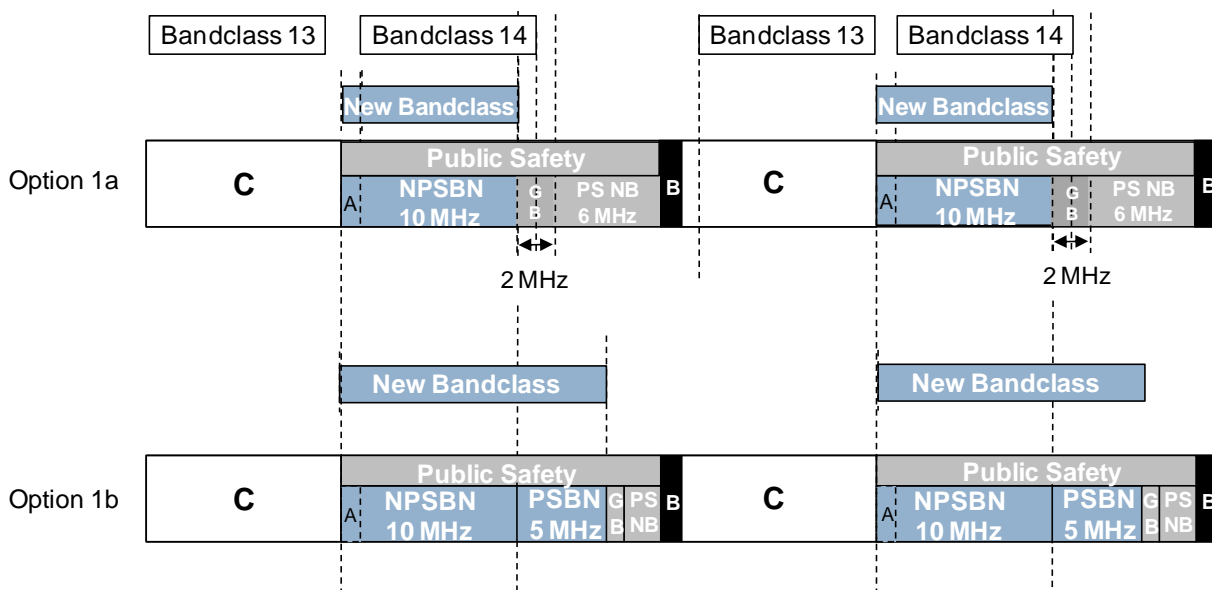 Bandclass 13 Bandclass 14 Bandclass 13 Bandclass 14
New Bandclass New Bandclass
Option 1a
C
Public Safety
A
NPSBN
10 MHz
G
B
PS NB
6 MHz
B
C
Public Safety
A
NPSBN
10 MHz
G
B
PS NB
6 MHz
B
2 MHz 2 MHz
New Bandclass New Bandclass
Option 1b
C
Public Safety
A
NPSBN
10 MHz
PSBN
5 MHz
G
B
PS
NB
B
C
Public Safety
A
NPSBN
10 MHz
PSBN
5 MHz
G
B
PS
NB
B